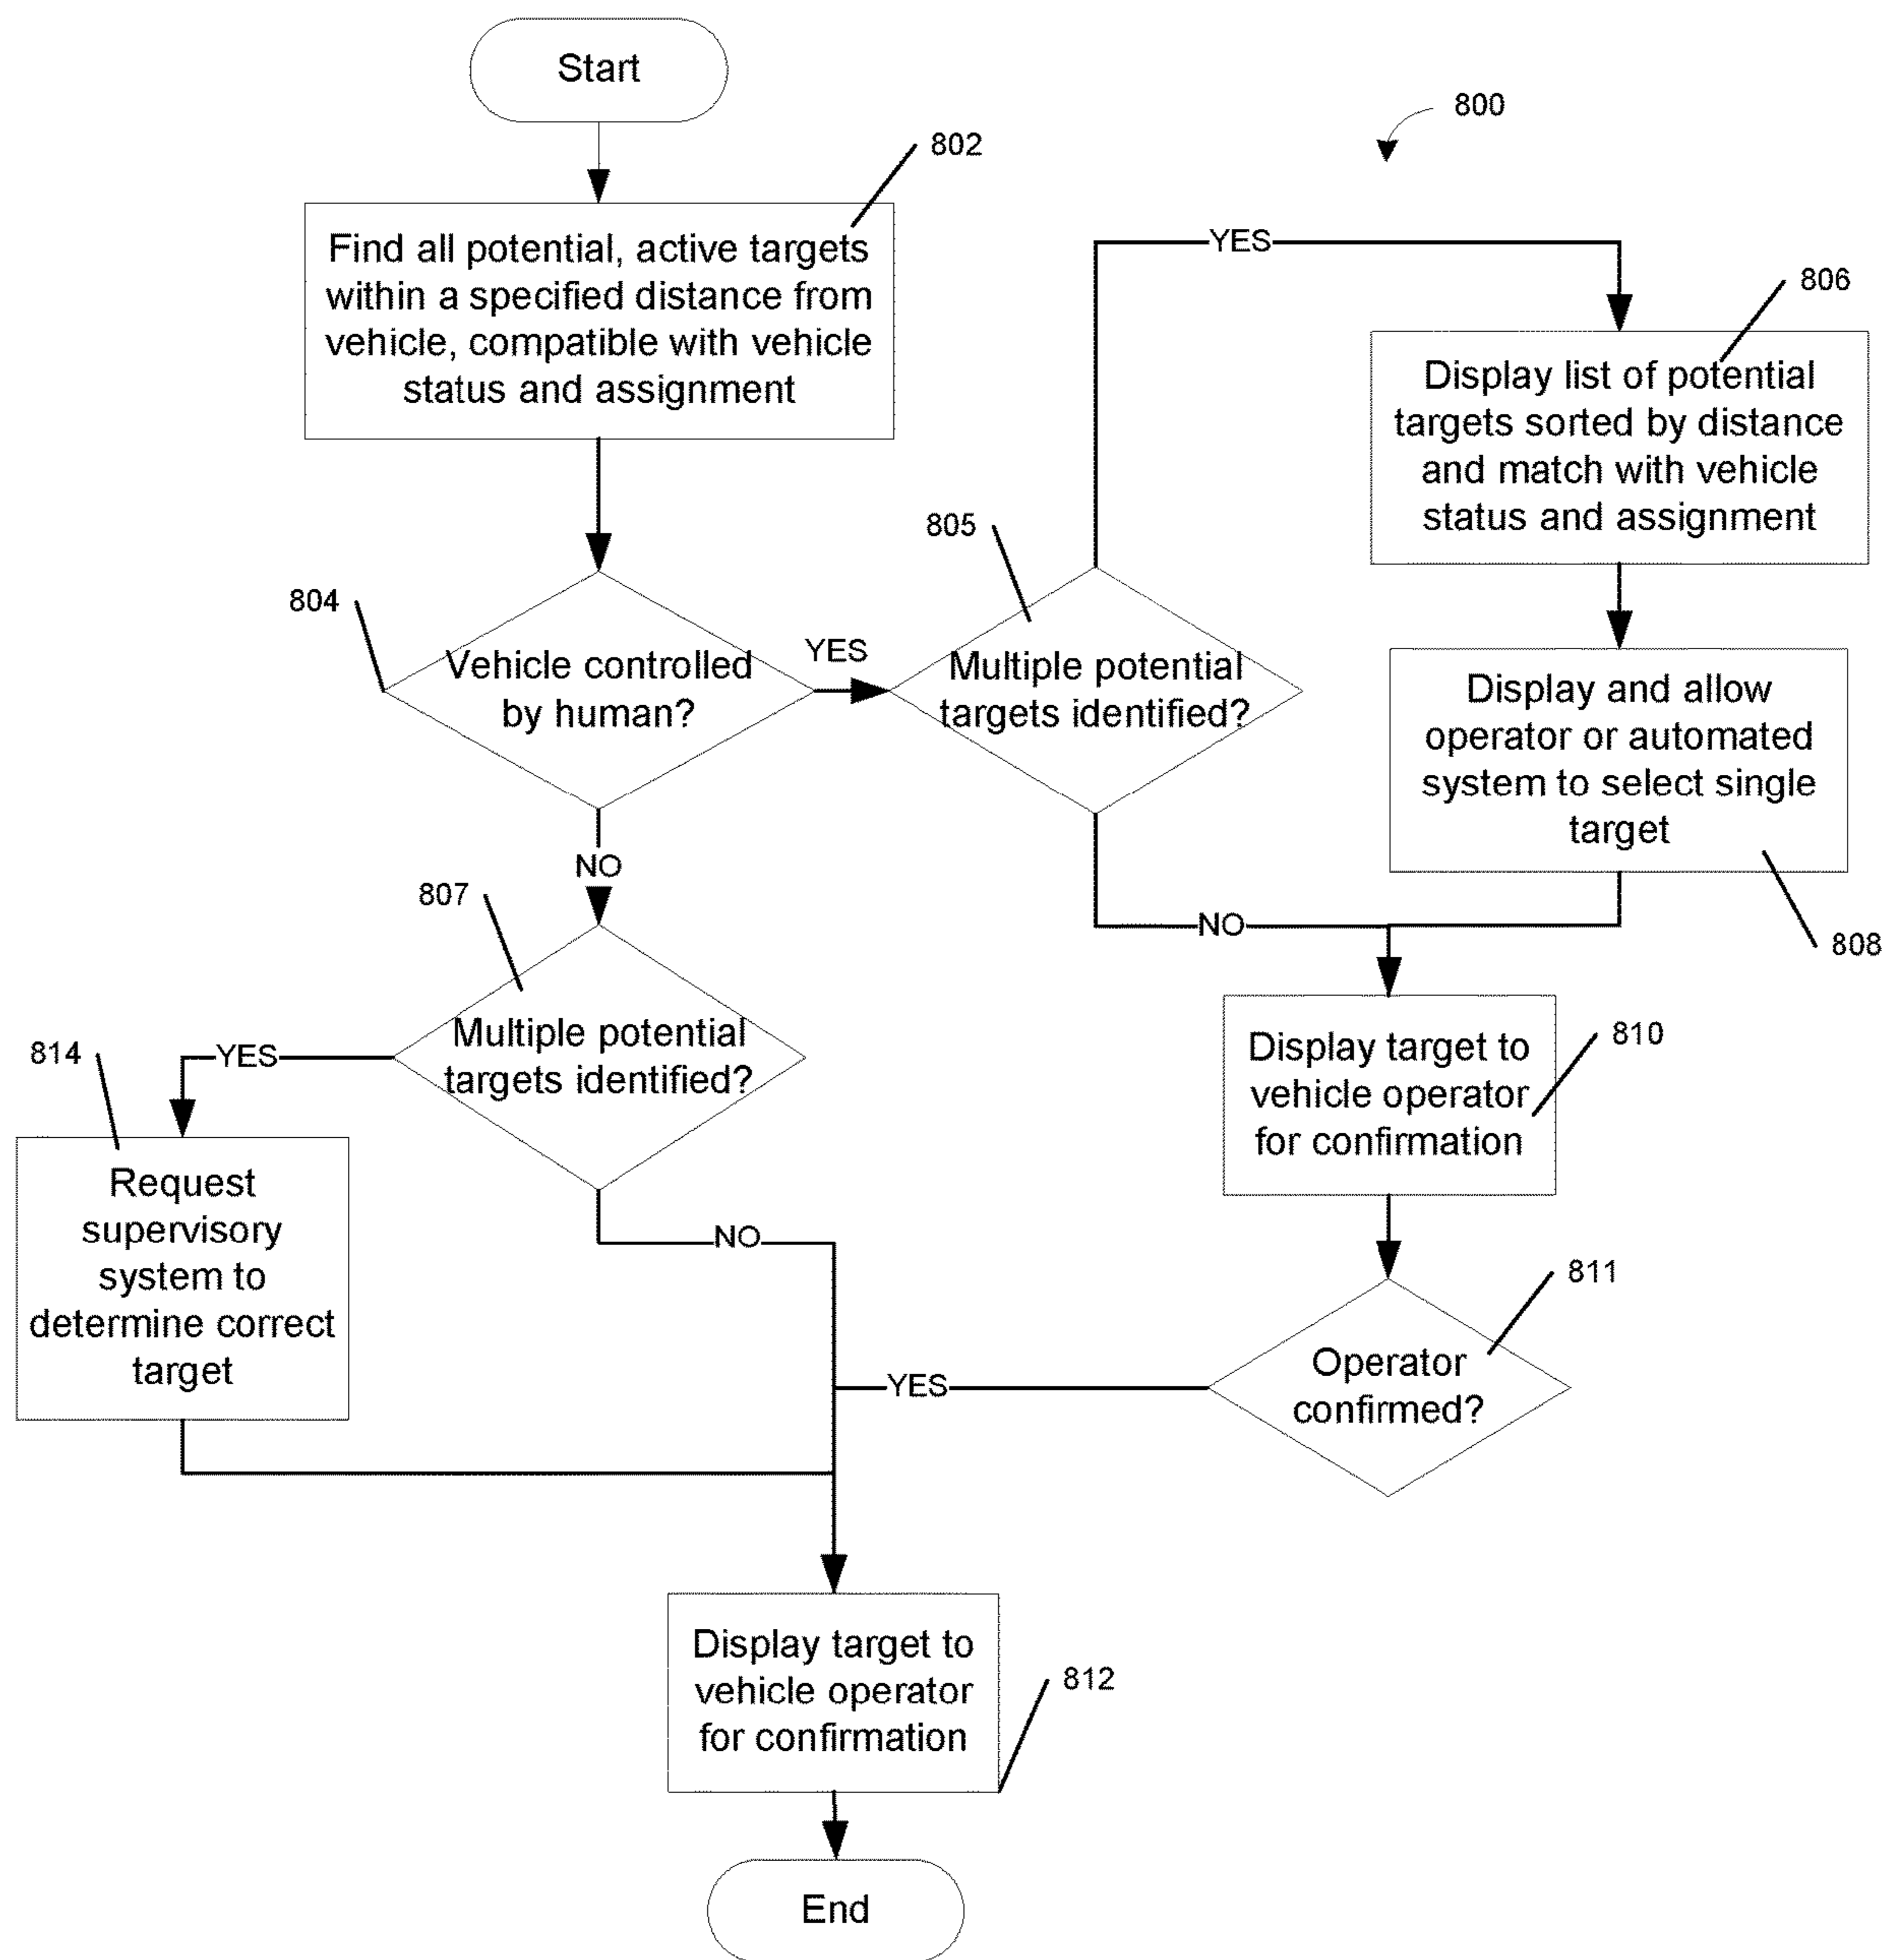 Start
800
802
Find all potential, active targets
within a specified distance from
vehicle, compatible with vehicle
status and assignment
YES
806
Display list of potential
targets sorted by distance
and match with vehicle
status and assignment
804
Vehicle controlled
by human?
YES
805
Multiple potential
targets identified?
Display and allow
operator or automated
system to select single
target
808
NO
NO
807
Multiple potential
targets identified?
810
Display target to
vehicle operator
for confirmation
814
YES
Request
supervisory
system to
determine correct
target
NO
811
Operator
confirmed?
YES
Display target to
vehicle operator
for confirmation
812
End